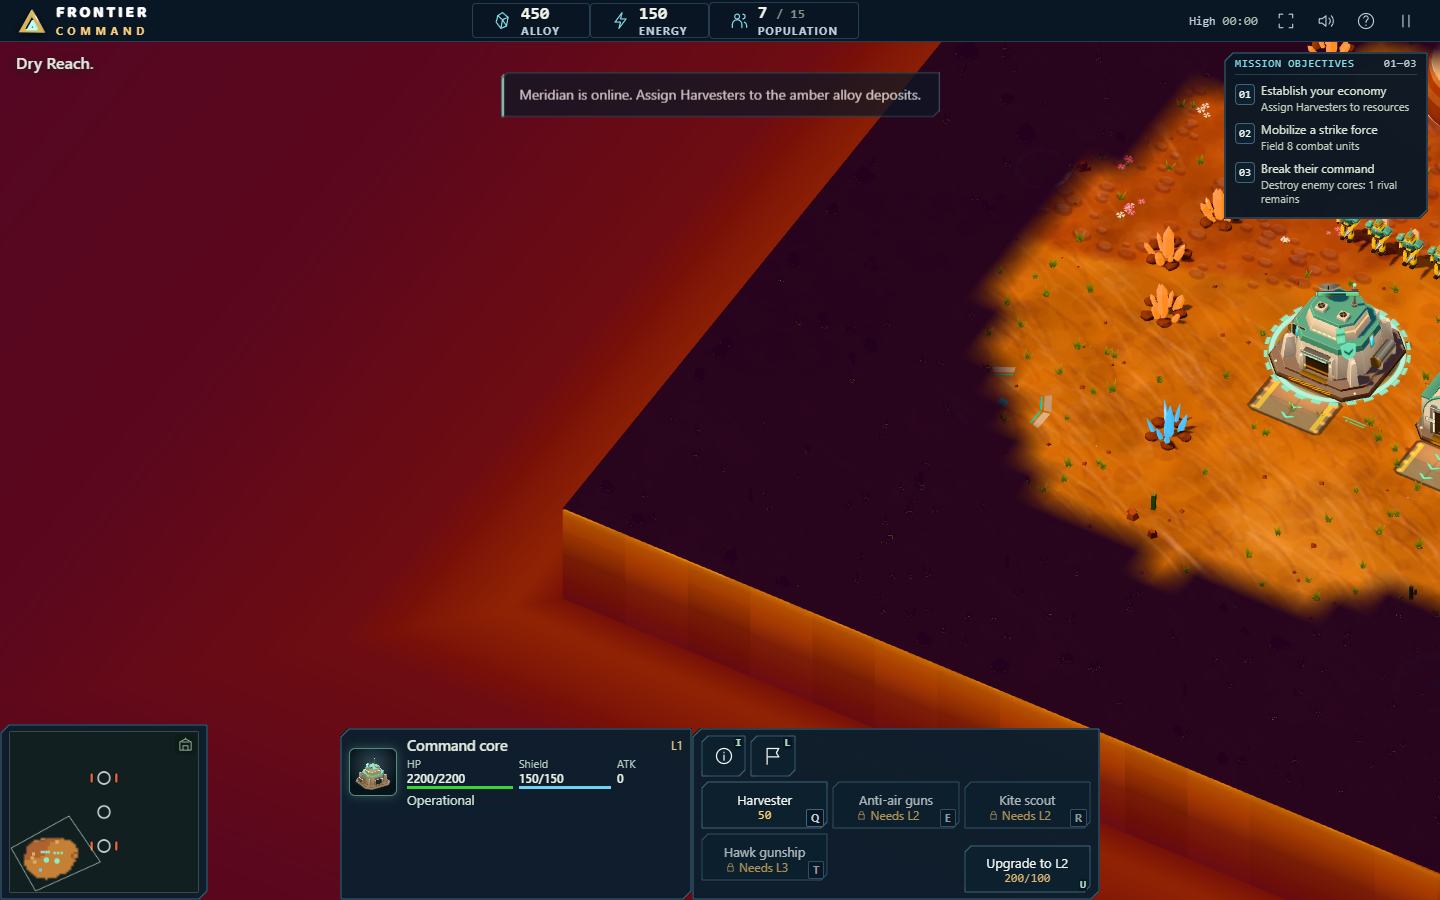 FRONTIER
COMMAND
450
ALLOY
150
ENERGY
7 / 15
POPULATION
High 00:00
Dry Reach.
Meridian is online. Assign Harvesters to the amber alloy deposits.
MISSION OBJECTIVES 01—03
01 Establish your economy
Assign Harvesters to resources
02 Mobilize a strike force
Field 8 combat units
03 Break their command
Destroy enemy cores: 1 rival
remains
Command core L1
HP Shield ATK
2200/2200 150/150 0
Operational
I L
Harvester
50 Q
Anti-air guns
Needs L2 E
Kite scout
Needs L2 R
Hawk gunship
Needs L3 T
Upgrade to L2
200/100
U